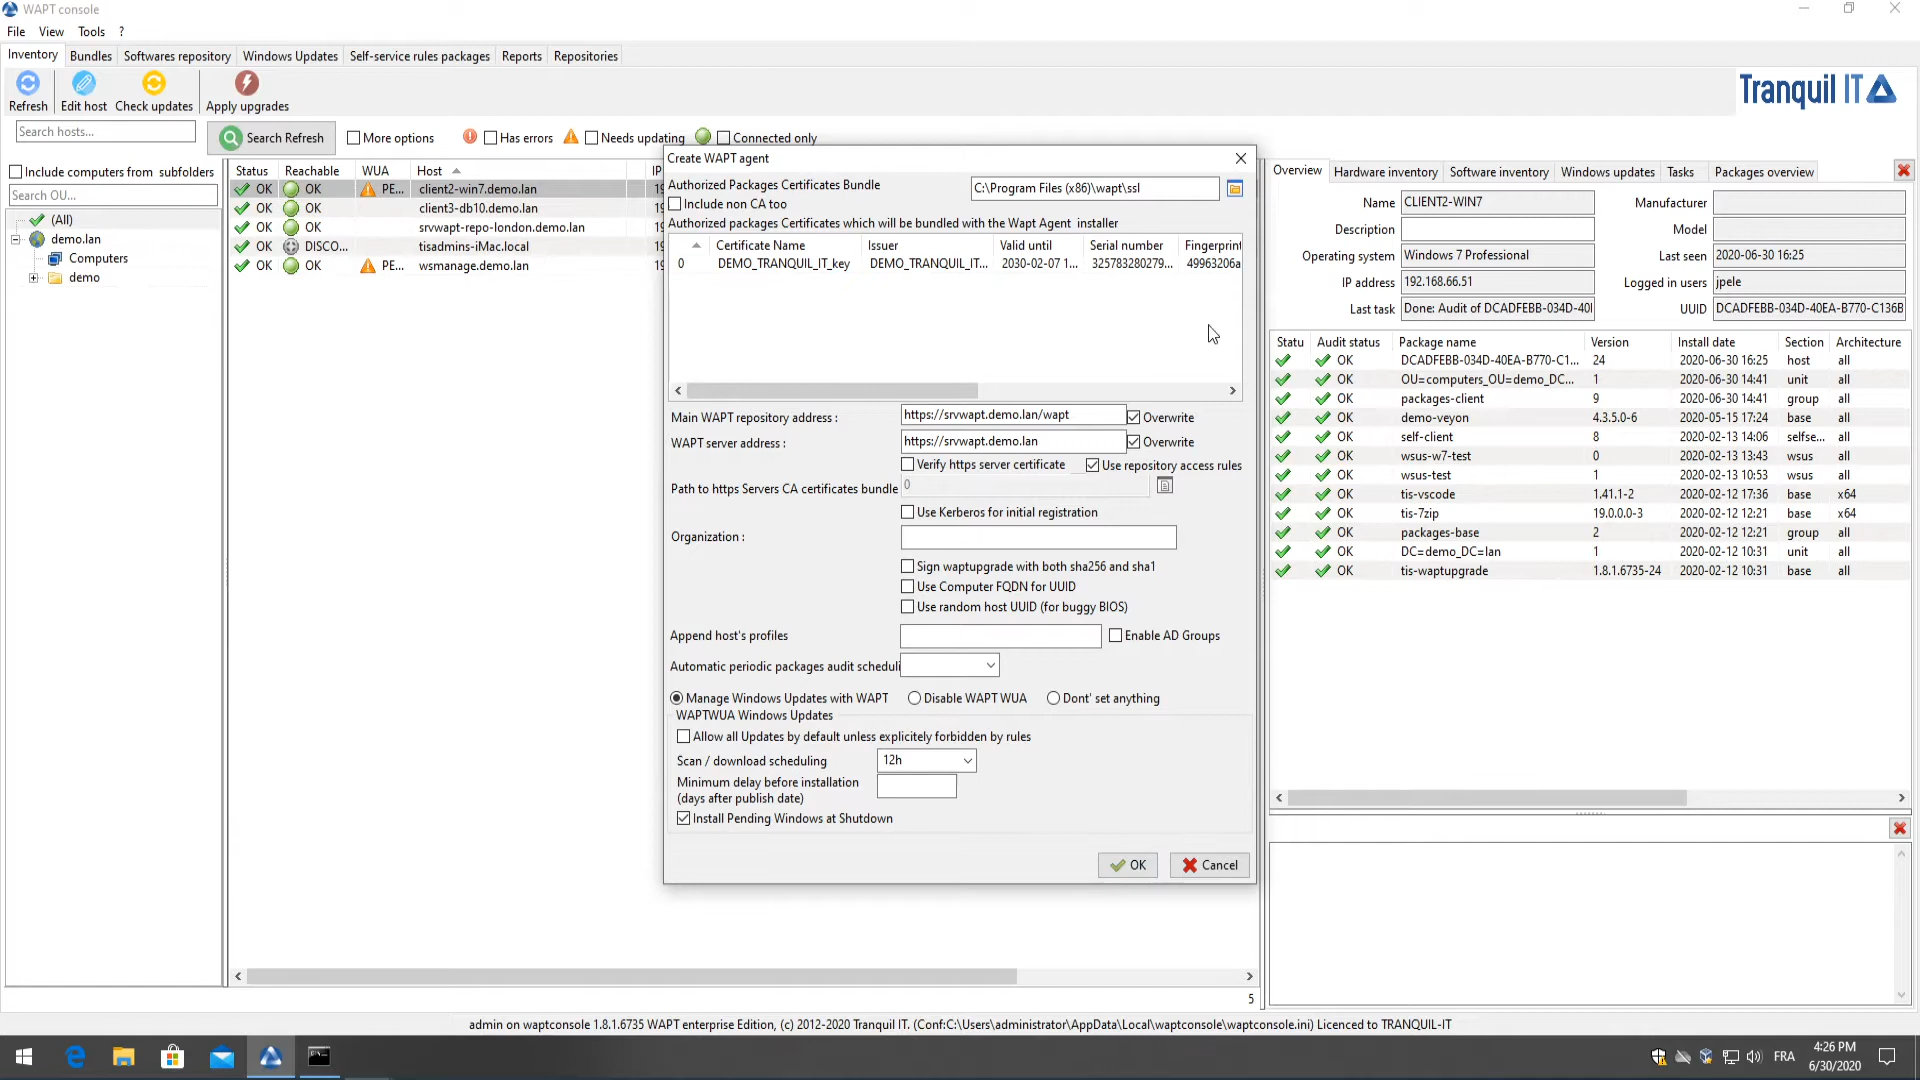 WAPT console
File View Tools ?
Inventory Bundles Softwares repository Windows Updates Self-service rules packages Reports Repositories
Refresh Edit host Check updates Apply upgrades
Tranquil IT
Search hosts...
Search Refresh
More options
Has errors
Needs updating
Connected only
Include computers from subfolders
Search OU...
(All)
demo.lan
Computers
demo
Status Reachable WUA Host IP
OK OK PE... client2-win7.demo.lan 19
OK OK client3-db10.demo.lan 19
OK OK srvwapt-repo-london.demo.lan 19
OK DISCO... tisadmins-iMac.local 19
OK OK PE... wsmanage.demo.lan 19
5
Create WAPT agent
Authorized Packages Certificates Bundle C:\Program Files (x86)\wapt\ssl
Include non CA too
Authorized packages Certificates which will be bundled with the Wapt Agent installer
Certificate Name Issuer Valid until Serial number Fingerprint
0 DEMO_TRANQUIL_IT_key DEMO_TRANQUIL_IT... 2030-02-07 1... 325783280279... 49963206a
Main WAPT repository address : https://srvwapt.demo.lan/wapt Overwrite
WAPT server address : https://srvwapt.demo.lan Overwrite
Verify https server certificate Use repository access rules
Path to https Servers CA certificates bundle 0
Use Kerberos for initial registration
Organization :
Sign waptupgrade with both sha256 and sha1
Use Computer FQDN for UUID
Use random host UUID (for buggy BIOS)
Append host's profiles Enable AD Groups
Automatic periodic packages audit scheduli
Manage Windows Updates with WAPT Disable WAPT WUA Dont' set anything
WAPTWUA Windows Updates
Allow all Updates by default unless explicitely forbidden by rules
Scan / download scheduling 12h
Minimum delay before installation
(days after publish date)
Install Pending Windows at Shutdown
OK Cancel
Overview Hardware inventory Software inventory Windows updates Tasks Packages overview
Name CLIENT2-WIN7 Manufacturer
Description Model
Operating system Windows 7 Professional Last seen 2020-06-30 16:25
IP address 192.168.66.51 Logged in users jpele
Last task Done: Audit of DCADFEBB-034D-40I UUID DCADFEBB-034D-40EA-B770-C136B
Statu Audit status Package name Version Install date Section Architecture
OK DCADFEBB-034D-40EA-B770-C1... 24 2020-06-30 16:25 host all
OK OU=computers_OU=demo_DC... 1 2020-06-30 14:41 unit all
OK packages-client 9 2020-06-30 14:41 group all
OK demo-veyon 4.3.5.0-6 2020-05-15 17:24 base all
OK self-client 8 2020-02-13 14:06 selfse... all
OK wsus-w7-test 0 2020-02-13 13:43 wsus all
OK wsus-test 1 2020-02-13 10:53 wsus all
OK tis-vscode 1.41.1-2 2020-02-12 17:36 base x64
OK tis-7zip 19.0.0.0-3 2020-02-12 12:21 base x64
OK packages-base 2 2020-02-12 12:21 group all
OK DC=demo_DC=lan 1 2020-02-12 10:31 unit all
OK tis-waptupgrade 1.8.1.6735-24 2020-02-12 10:31 base all
admin on waptconsole 1.8.1.6735 WAPT enterprise Edition, (c) 2012-2020 Tranquil IT. (Conf:C:\Users\administrator\AppData\Local\waptconsole\waptconsole.ini) Licenced to TRANQUIL-IT
FRA
4:26 PM
6/30/2020